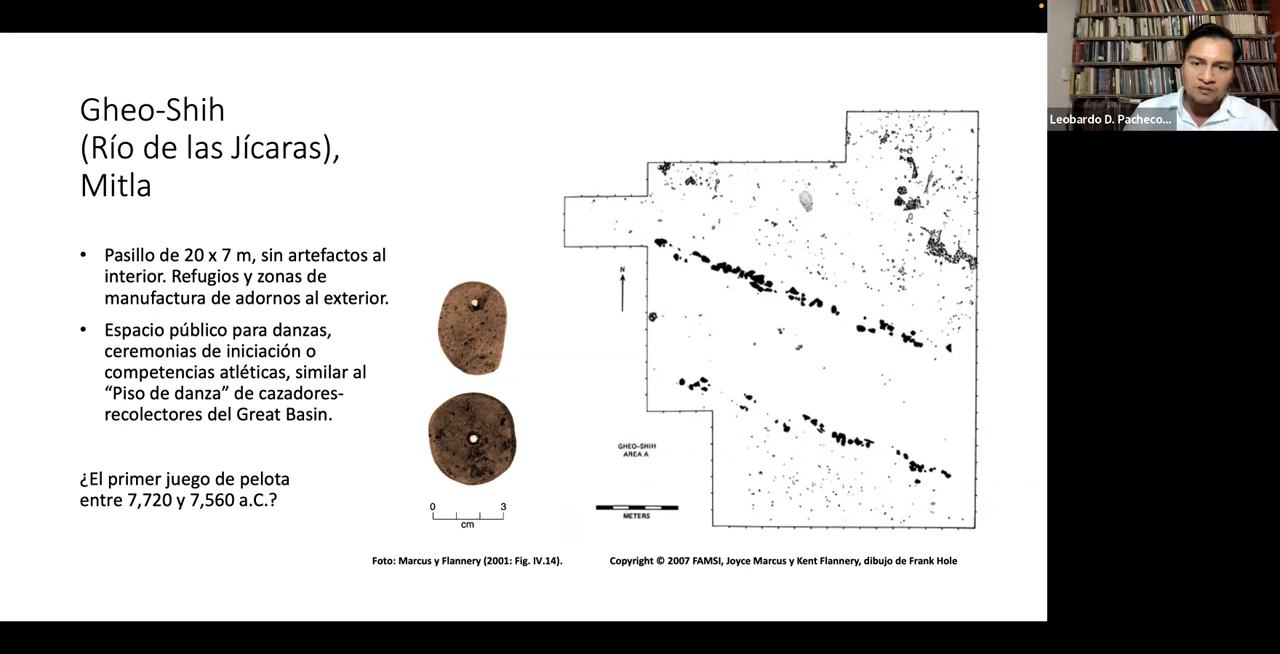 Leobardo D. Pacheco...
Gheo-Shih
(Río de las Jícaras),
Mitla
• Pasillo de 20 x 7 m, sin artefactos al
interior. Refugios y zonas de
manufactura de adornos al exterior.
• Espacio público para danzas,
ceremonias de iniciación o
competencias atléticas, similar al
“Piso de danza” de cazadores-
recolectores del Great Basin.
¿El primer juego de pelota
entre 7,720 y 7,560 a.C.?
0 3
cm
N
GHEO-SHIH
AREA A
METERS
Foto: Marcus y Flannery (2001: Fig. IV.14).
Copyright © 2007 FAMSI, Joyce Marcus y Kent Flannery, dibujo de Frank Hole